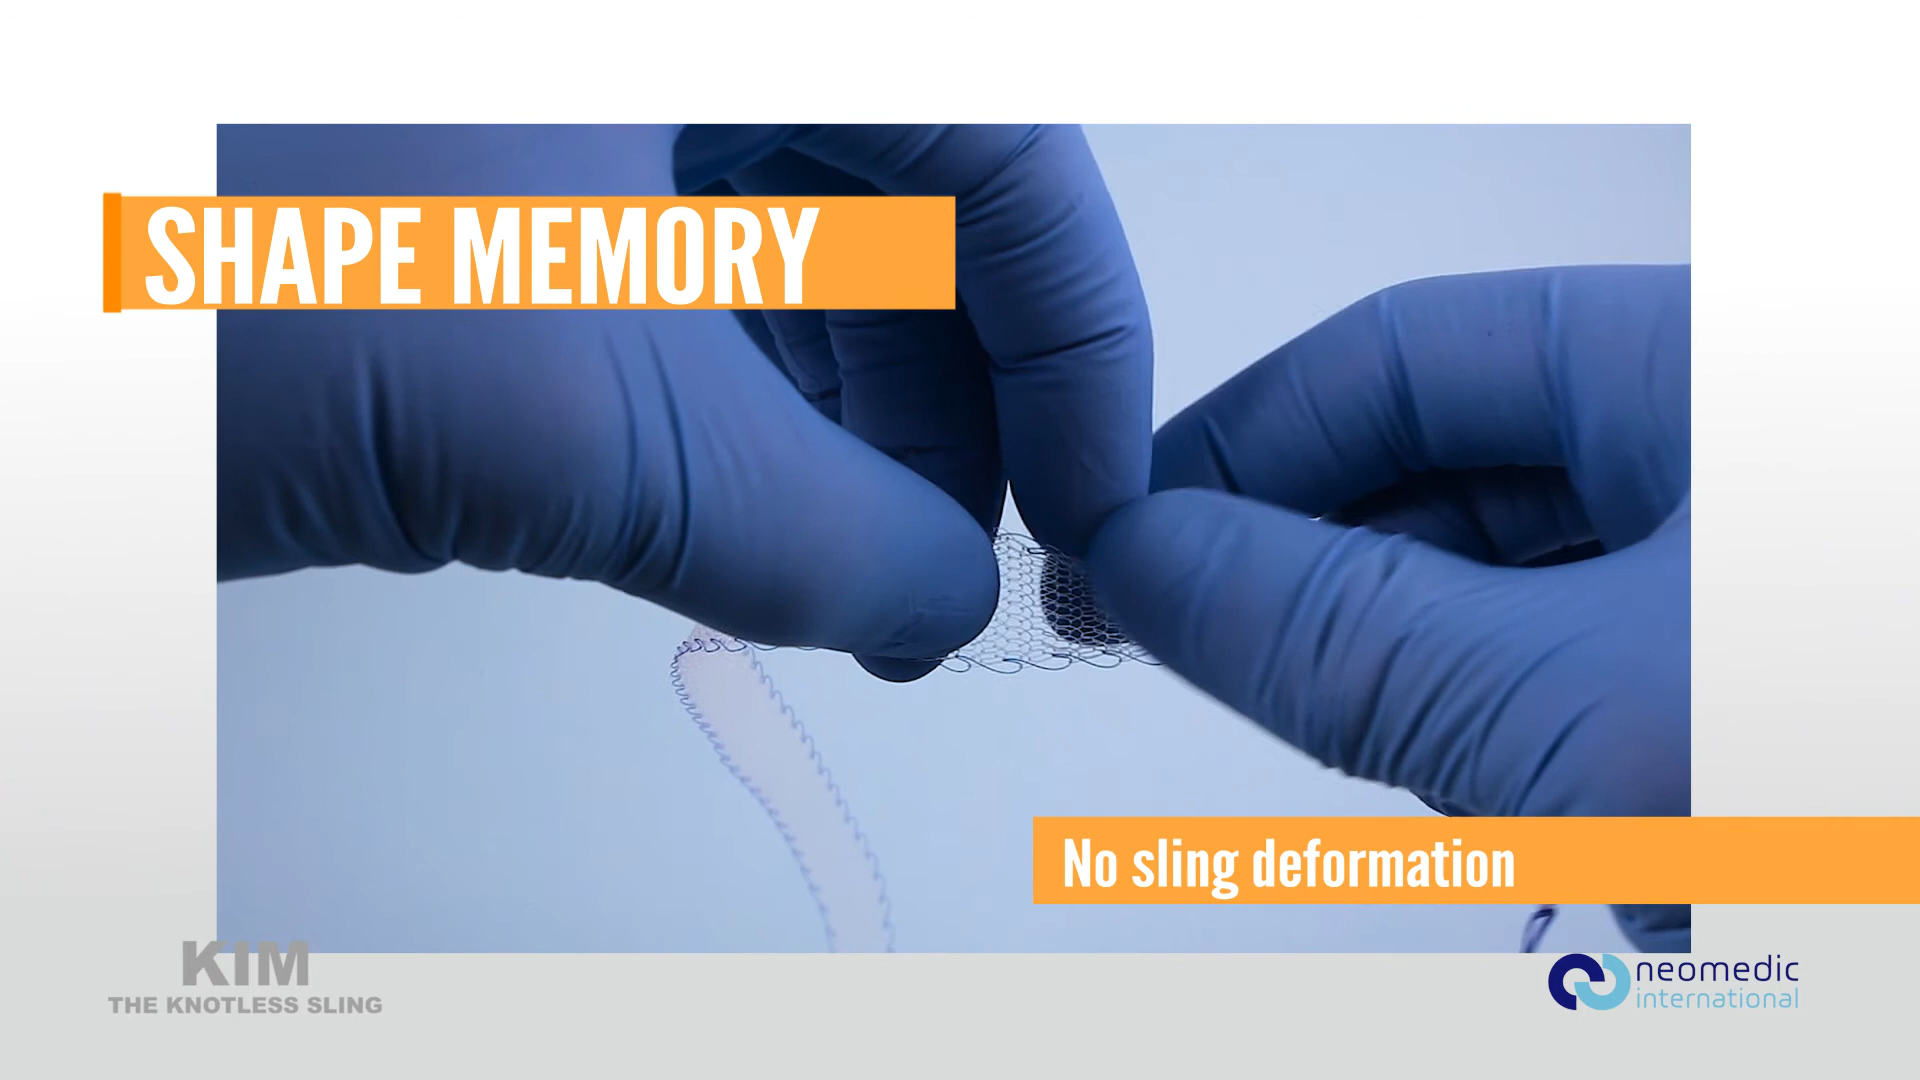 SHAPE MEMORY
No sling deformation
KIM
THE KNOTLESS SLING
neomedic
international